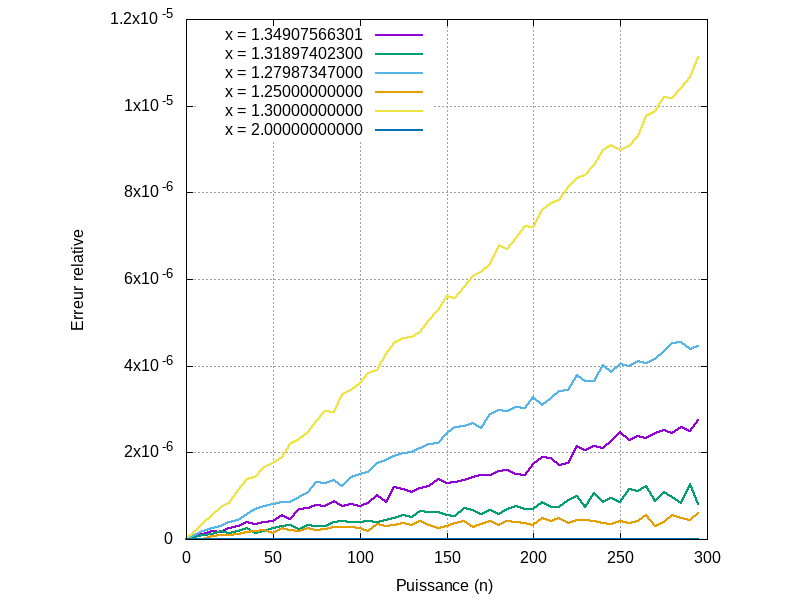 1.2x10 -5
1x10 -5
8x10 -6
6x10 -6
4x10 -6
2x10 -6
0
Erreur relative
x = 1.34907566301
x = 1.31897402300
x = 1.27987347000
x = 1.25000000000
x = 1.30000000000
x = 2.00000000000
0 50 100 150 200 250 300
Puissance (n)